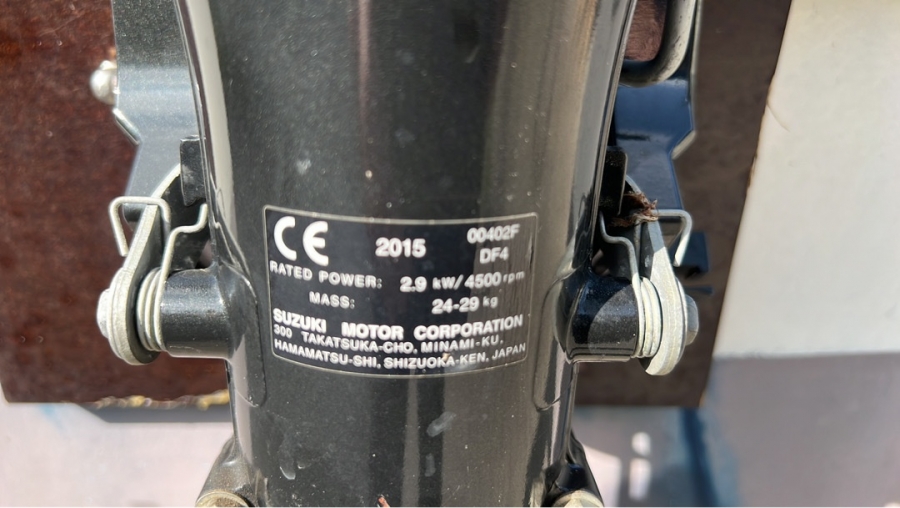 CE 2015 00402F
DF4
RATED POWER: 2.9 kW/4500 rpm
MASS: 24-29 kg
SUZUKI MOTOR CORPORATION
300 TAKATSUKA-CHO, MINAMI-KU,
HAMAMATSU-SHI, SHIZUOKA-KEN, JAPAN